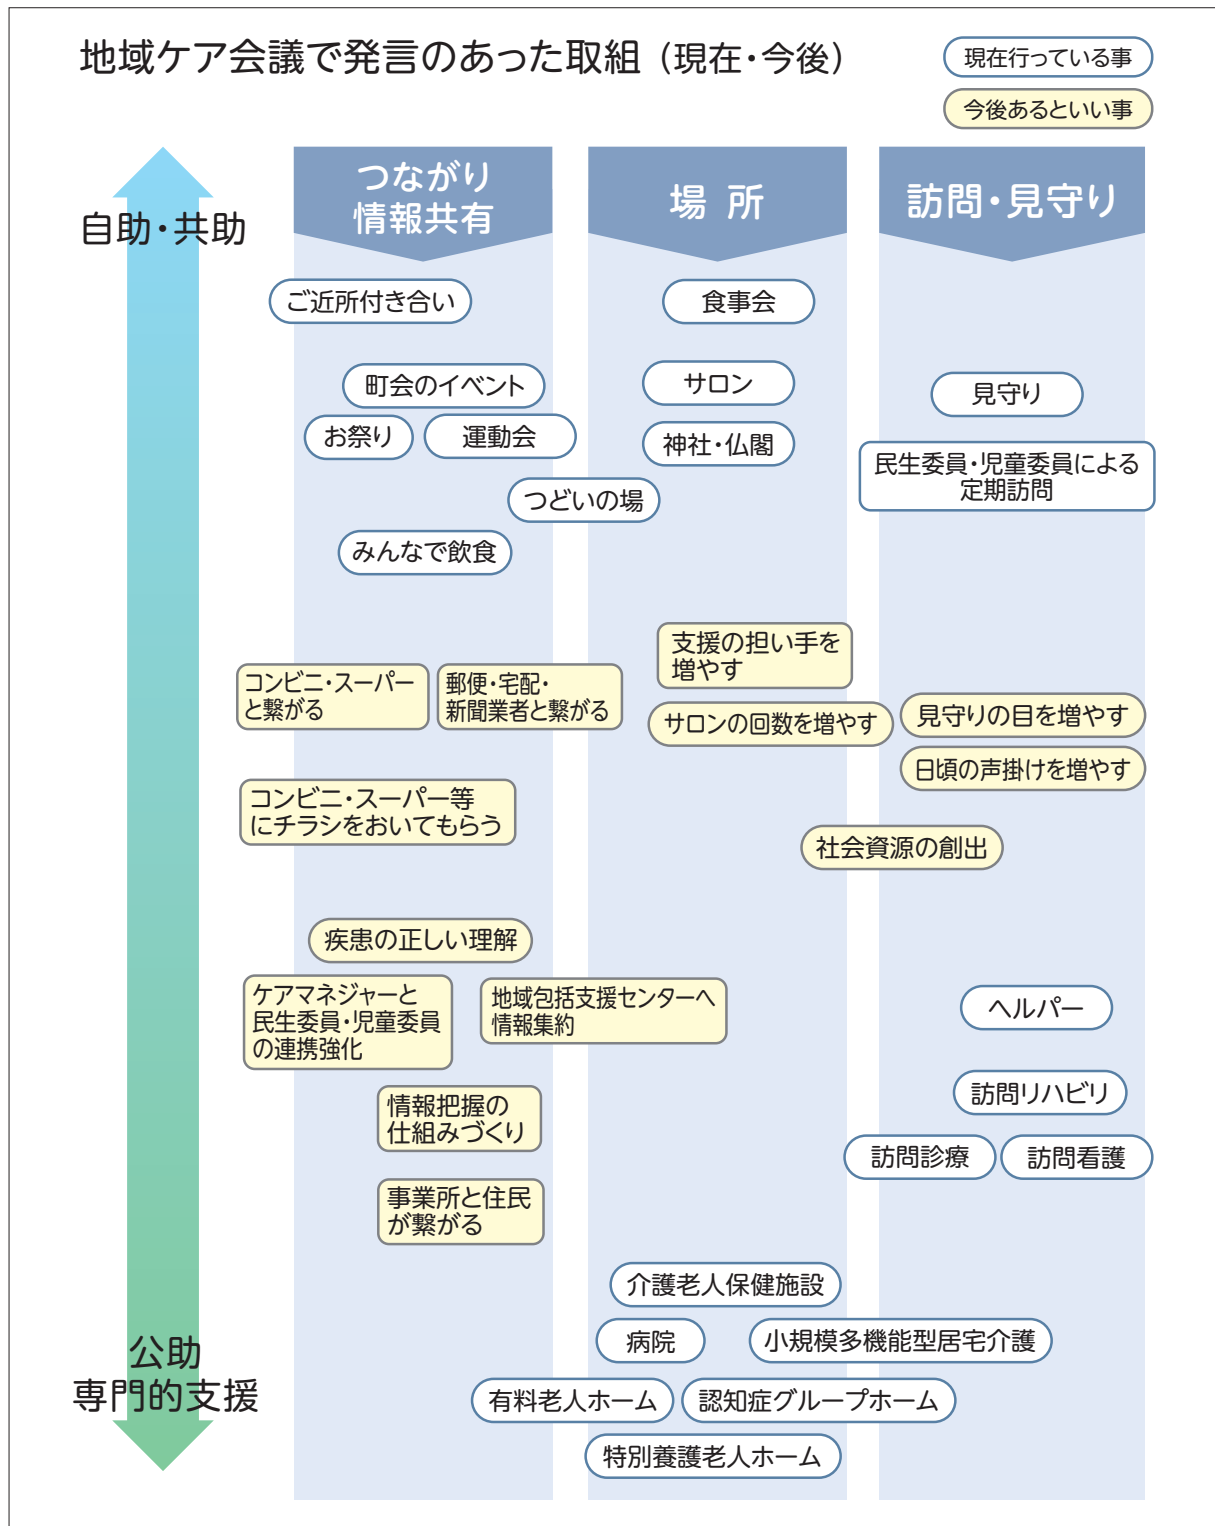 地域ケア会議で発言のあった取組（現在・今後）
現在行っている事
今後あるといい事
自助・共助
つながり
情報共有
場所
訪問・見守り
ご近所付き合い
食事会
町会のイベント
サロン
見守り
お祭り
運動会
神社・仏閣
民生委員・児童委員による
定期訪問
つどいの場
みんなで飲食
支援の担い手を
増やす
コンビニ・スーパー
と繋がる
郵便・宅配・
新聞業者と繋がる
サロンの回数を増やす
見守りの目を増やす
日頃の声掛けを増やす
コンビニ・スーパー等
にチラシをおいてもらう
社会資源の創出
疾患の正しい理解
ケアマネジャーと
民生委員・児童委員
の連携強化
地域包括支援センターへ
情報集約
ヘルパー
情報把握の
仕組みづくり
訪問リハビリ
訪問診療
訪問看護
事業所と住民
が繋がる
介護老人保健施設
病院
小規模多機能型居宅介護
公助
専門的支援
有料老人ホーム
認知症グループホーム
特別養護老人ホーム